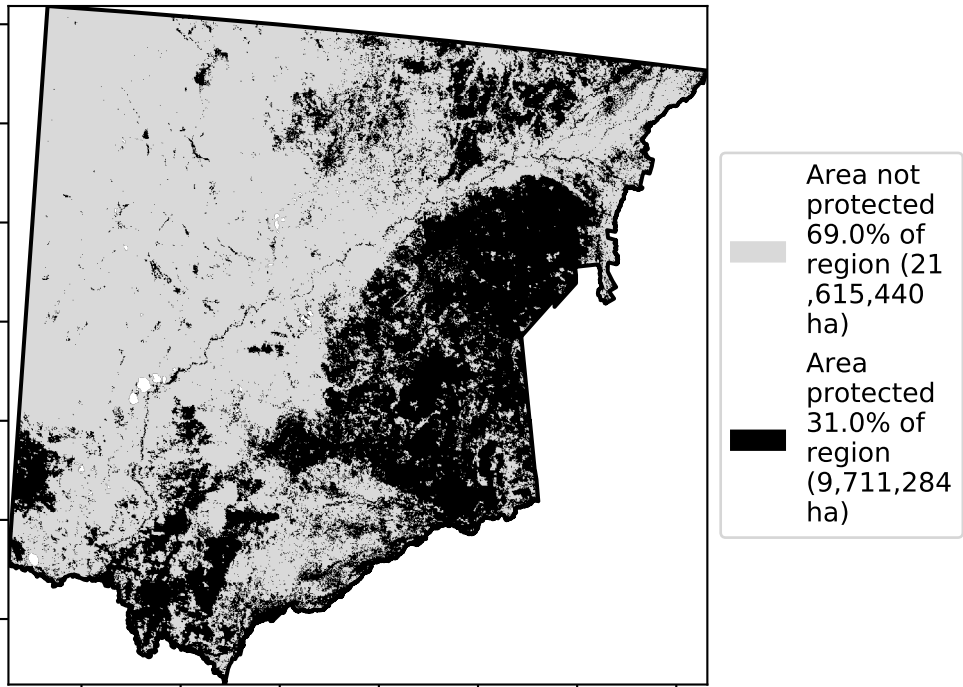 Area not
protected
69.0% of
region (21
,615,440
ha)
Area
protected
31.0% of
region
(9,711,284
ha)